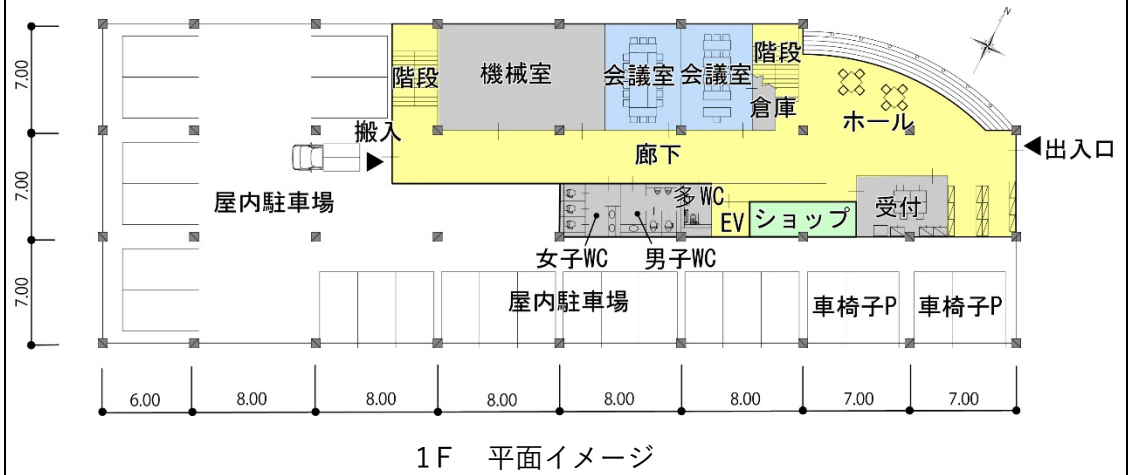 N
7.00
7.00
7.00
階段
機械室
会議室
会議室
階段
倉庫
ホール
搬入
廊下
出入口
屋内駐車場
多WC
EV
ショップ
受付
女子WC
男子WC
屋内駐車場
車椅子P
車椅子P
6.00
8.00
8.00
8.00
8.00
8.00
7.00
7.00
1F 平面イメージ